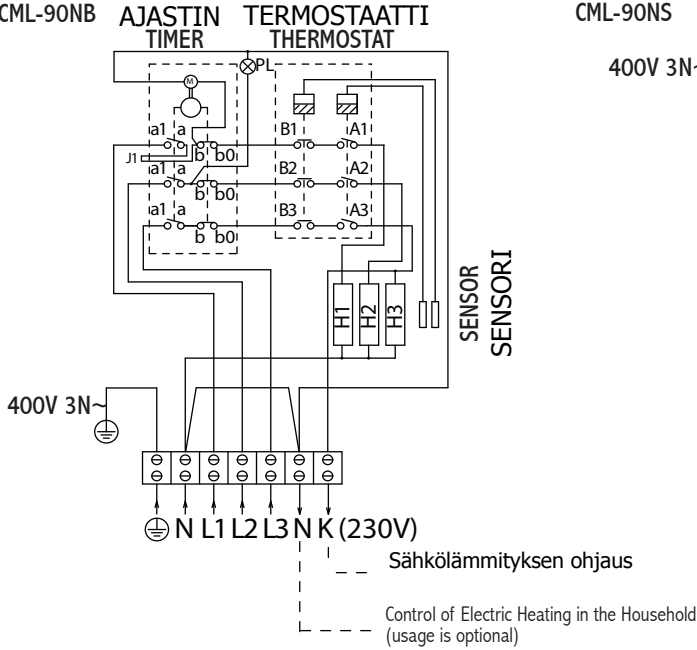 CML-90NB AJASTIN TERMOSTAATTI CML-90NS
TIMER THERMOSTAT
400V 3N~
PL
M
a1 a B1 A1
J1 b b0
a1 a B2 A2
b b0
a1 a B3 A3
b b0
H1 H2 H3
SENSOR
SENSORI
400V 3N~
N L1 L2 L3 N K (230V)
Sähkölämmityksen ohjaus
Control of Electric Heating in the Household
(usage is optional)